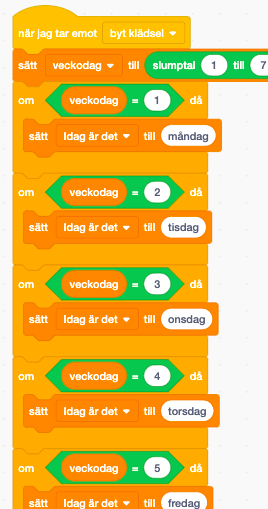 när jag tar emot byt klädsel
sätt veckodag till slumptal 1 till 7
om veckodag = 1 då
sätt Idag är det till måndag
om veckodag = 2 då
sätt Idag är det till tisdag
om veckodag = 3 då
sätt Idag är det till onsdag
om veckodag = 4 då
sätt Idag är det till torsdag
om veckodag = 5 då
sätt Idag är det till fredag